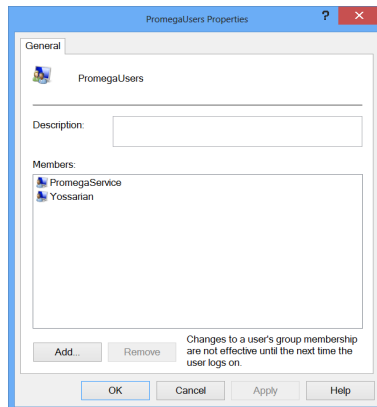 PromegaUsers Properties
?
General
PromegaUsers
Description:
Members:
PromegaService
Yossarian
Add...
Remove
Changes to a user's group membership
are not effective until the next time the
user logs on.
OK
Cancel
Apply
Help